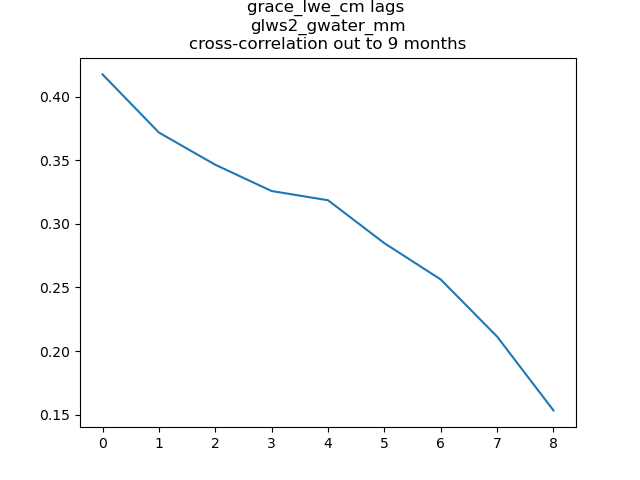 grace_lwe_cm lags
glws2_gwater_mm
cross-correlation out to 9 months
0.40
0.35
0.30
0.25
0.20
0.15
0 1 2 3 4 5 6 7 8